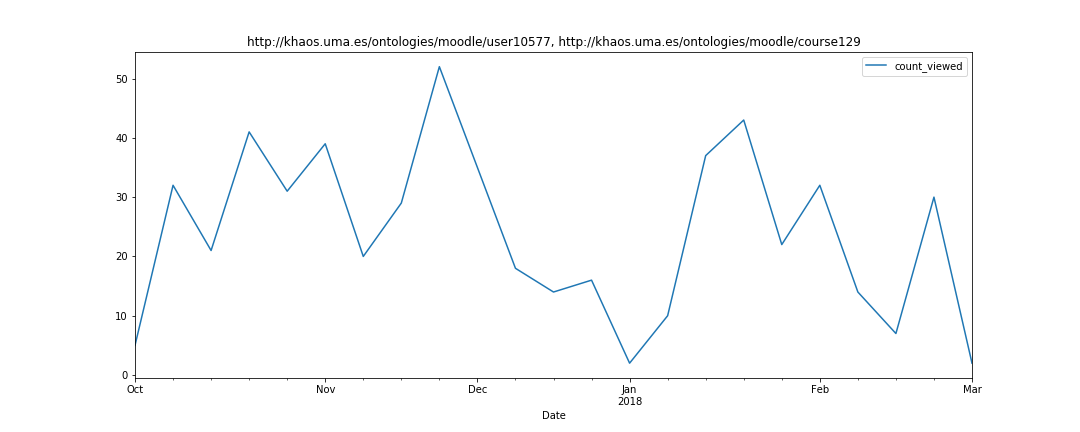 http://khaos.uma.es/ontologies/moodle/user10577, http://khaos.uma.es/ontologies/moodle/course129
count_viewed
50
40
30
20
10
0
Oct Nov Dec Jan Feb Mar
2018
Date